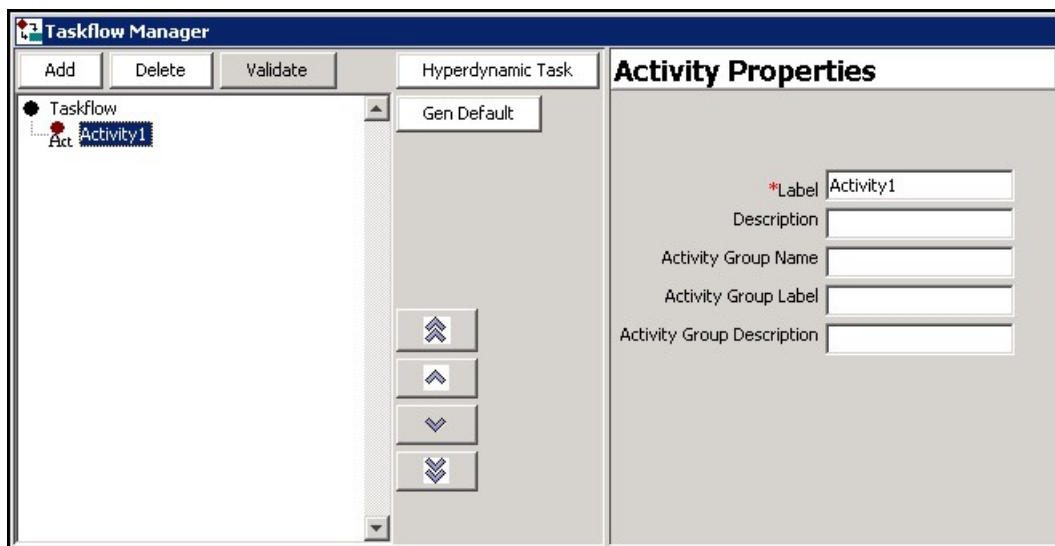 Taskflow Manager
Add Delete Validate Hyperdynamic Task
Gen Default
Taskflow
Act Activity1
Activity Properties
*Label Activity1
Description
Activity Group Name
Activity Group Label
Activity Group Description